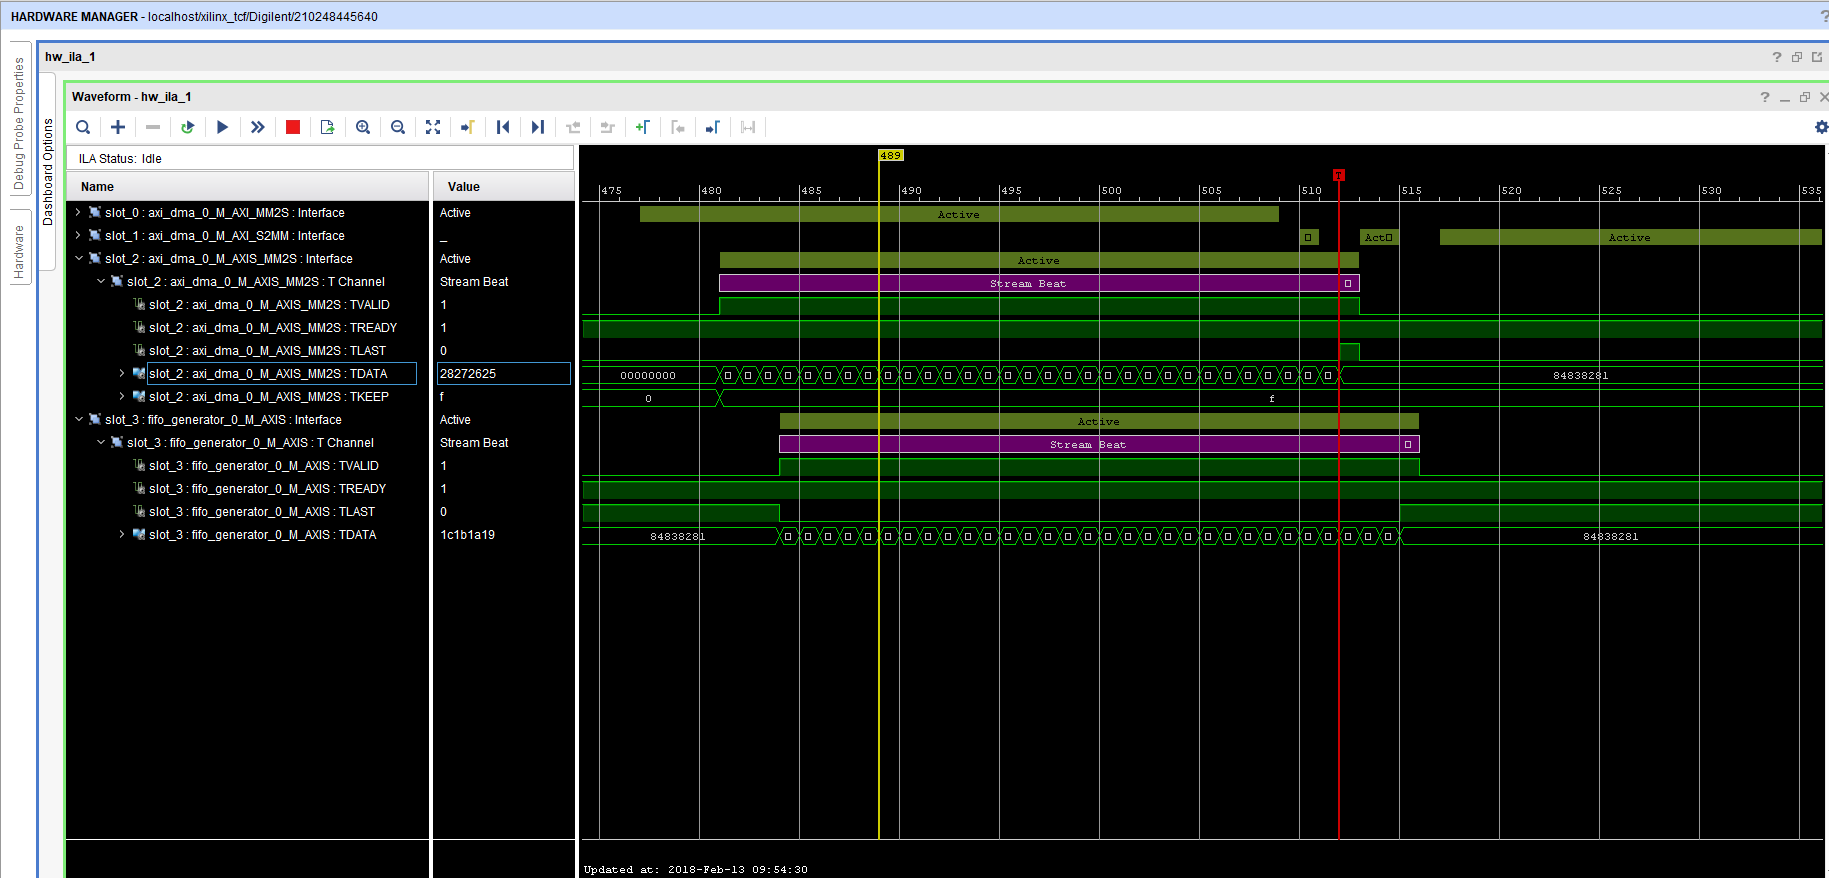 HARDWARE MANAGER - localhost/xilinx_tcf/Digilent/210248445640
?
Debug Probe Properties
Hardware
Dashboard Options
hw_ila_1
?
Waveform - hw_ila_1
?
ILA Status: Idle
Name Value
slot_0 : axi_dma_0_M_AXI_MM2S : Interface Active
slot_1 : axi_dma_0_M_AXI_S2MM : Interface _
slot_2 : axi_dma_0_M_AXIS_MM2S : Interface Active
slot_2 : axi_dma_0_M_AXIS_MM2S : T Channel Stream Beat
slot_2 : axi_dma_0_M_AXIS_MM2S : TVALID 1
slot_2 : axi_dma_0_M_AXIS_MM2S : TREADY 1
slot_2 : axi_dma_0_M_AXIS_MM2S : TLAST 0
slot_2 : axi_dma_0_M_AXIS_MM2S : TDATA 28272625
slot_2 : axi_dma_0_M_AXIS_MM2S : TKEEP f
slot_3 : fifo_generator_0_M_AXIS : Interface Active
slot_3 : fifo_generator_0_M_AXIS : T Channel Stream Beat
slot_3 : fifo_generator_0_M_AXIS : TVALID 1
slot_3 : fifo_generator_0_M_AXIS : TREADY 1
slot_3 : fifo_generator_0_M_AXIS : TLAST 0
slot_3 : fifo_generator_0_M_AXIS : TDATA 1c1b1a19
489
T
475 480 485 490 495 500 505 510 515 520 525 530 535
Active
Act Active
Active
Stream Beat
00000000 84838281
0 f
Active
Stream Beat
84838281 84838281
Updated at: 2018-Feb-13 09:54:30